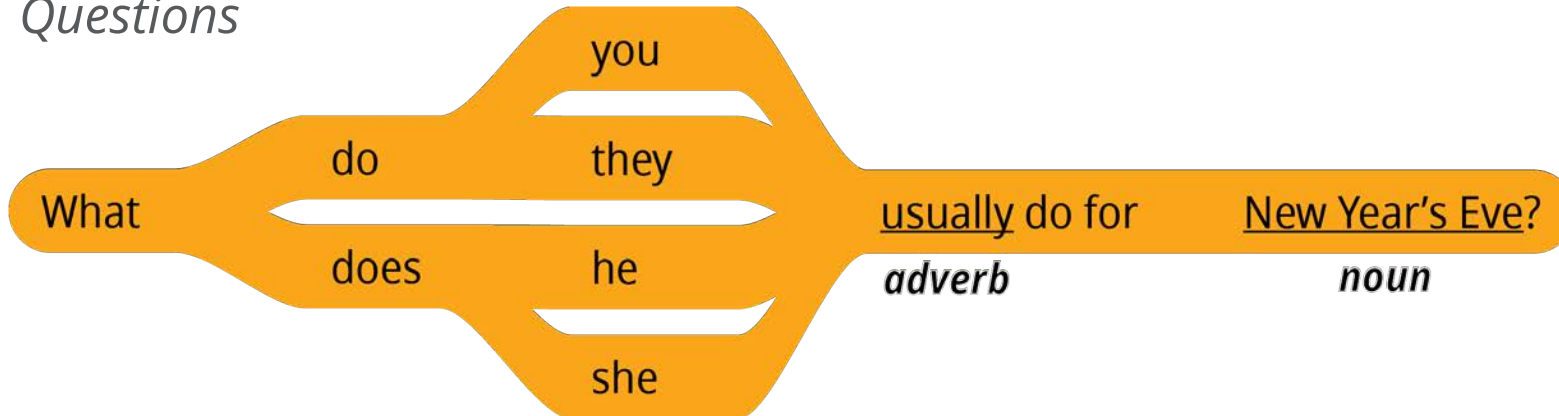 Questions
you
do they
What usually do for New Year's Eve?
does he
adverb noun
she